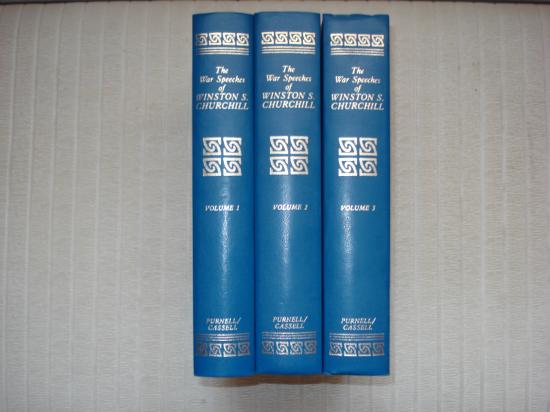 The
War Speeches
of
WINSTON S.
CHURCHILL
VOLUME 1
PURNELL/
CASSELL
The
War Speeches
of
WINSTON S.
CHURCHILL
VOLUME 2
PURNELL/
CASSELL
The
War Speeches
of
WINSTON S.
CHURCHILL
VOLUME 3
PURNELL/
CASSELL